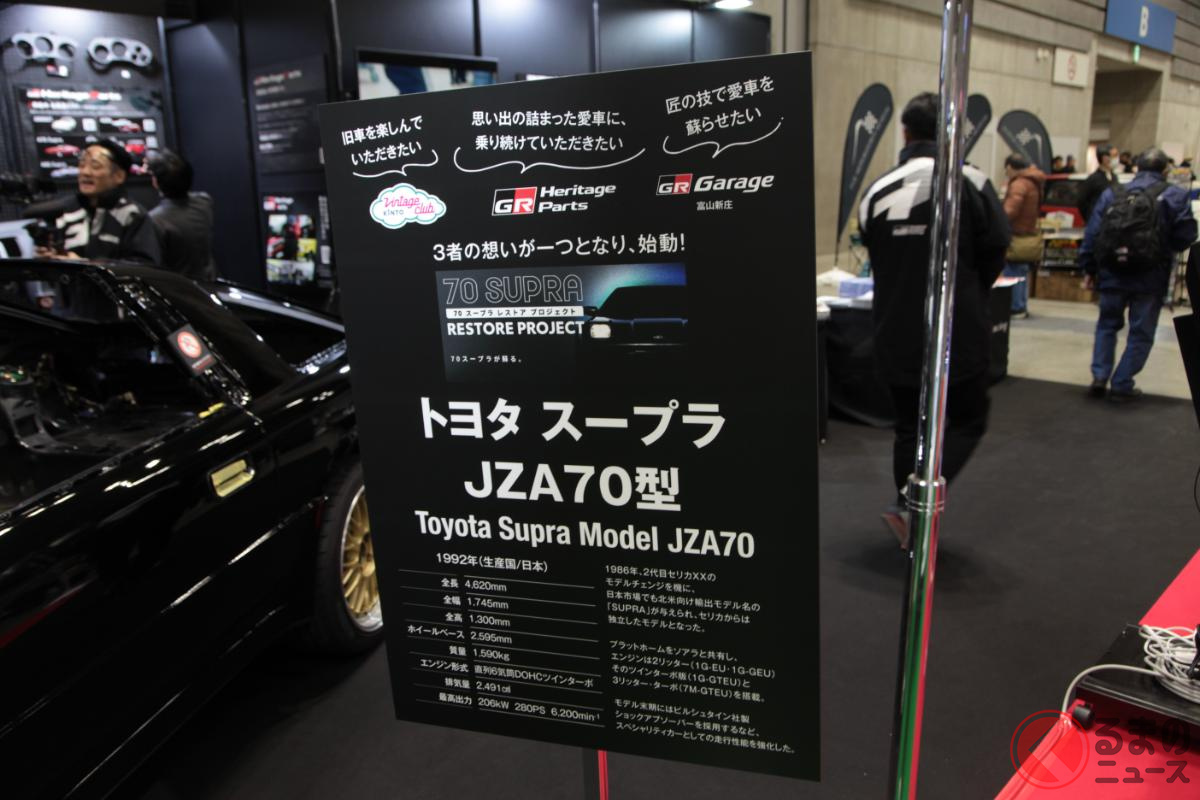 B
Heritage Parts
旧車を楽しんで
いただきたい
思い出の詰まった愛車に、
乗り続けていただきたい
匠の技で愛車を
蘇らせたい
Vintage
club
KINTO
GR Heritage
Parts
GR Garage
富山新庄
3者の想いが一つとなり、始動!
70 SUPRA
70 スープラ レストア プロジェクト
RESTORE PROJECT
70スープラが蘇る。
トヨタ スープラ
JZA70型
Toyota Supra Model JZA70
1992年(生産国/日本)
全長 4,620mm
全幅 1,745mm
全高 1,300mm
ホイールベース 2,595mm
質量 1,590kg
エンジン形式 直列6気筒DOHCツインターボ
排気量 2,491㎤
最高出力 206kW 280PS 6,200min⁻¹
1986年、2代目セリカXXの
モデルチェンジを機に、
日本市場でも北米向け輸出モデル名の
「SUPRA」が与えられ、セリカからは
独立したモデルとなった。
プラットホームをソアラと共有し、
エンジンは2リッター(1G-EU・1G-GEU)
そのツインターボ版(1G-GTEU)と
3リッター・ターボ(7M-GTEU)を搭載。
モデル末期にはビルシュタイン社製
ショックアブソーバーを採用するなど、
スペシャリティカーとしての走行性能を強化した。
くるまの
ニュース